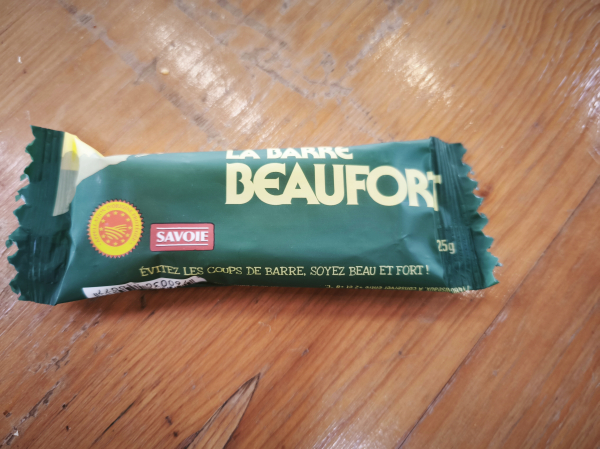 LA BARRE
BEAUFORT
SAVOIE
25g
ÉVITEZ LES COUPS DE BARRE, SOYEZ BEAU ET FORT !